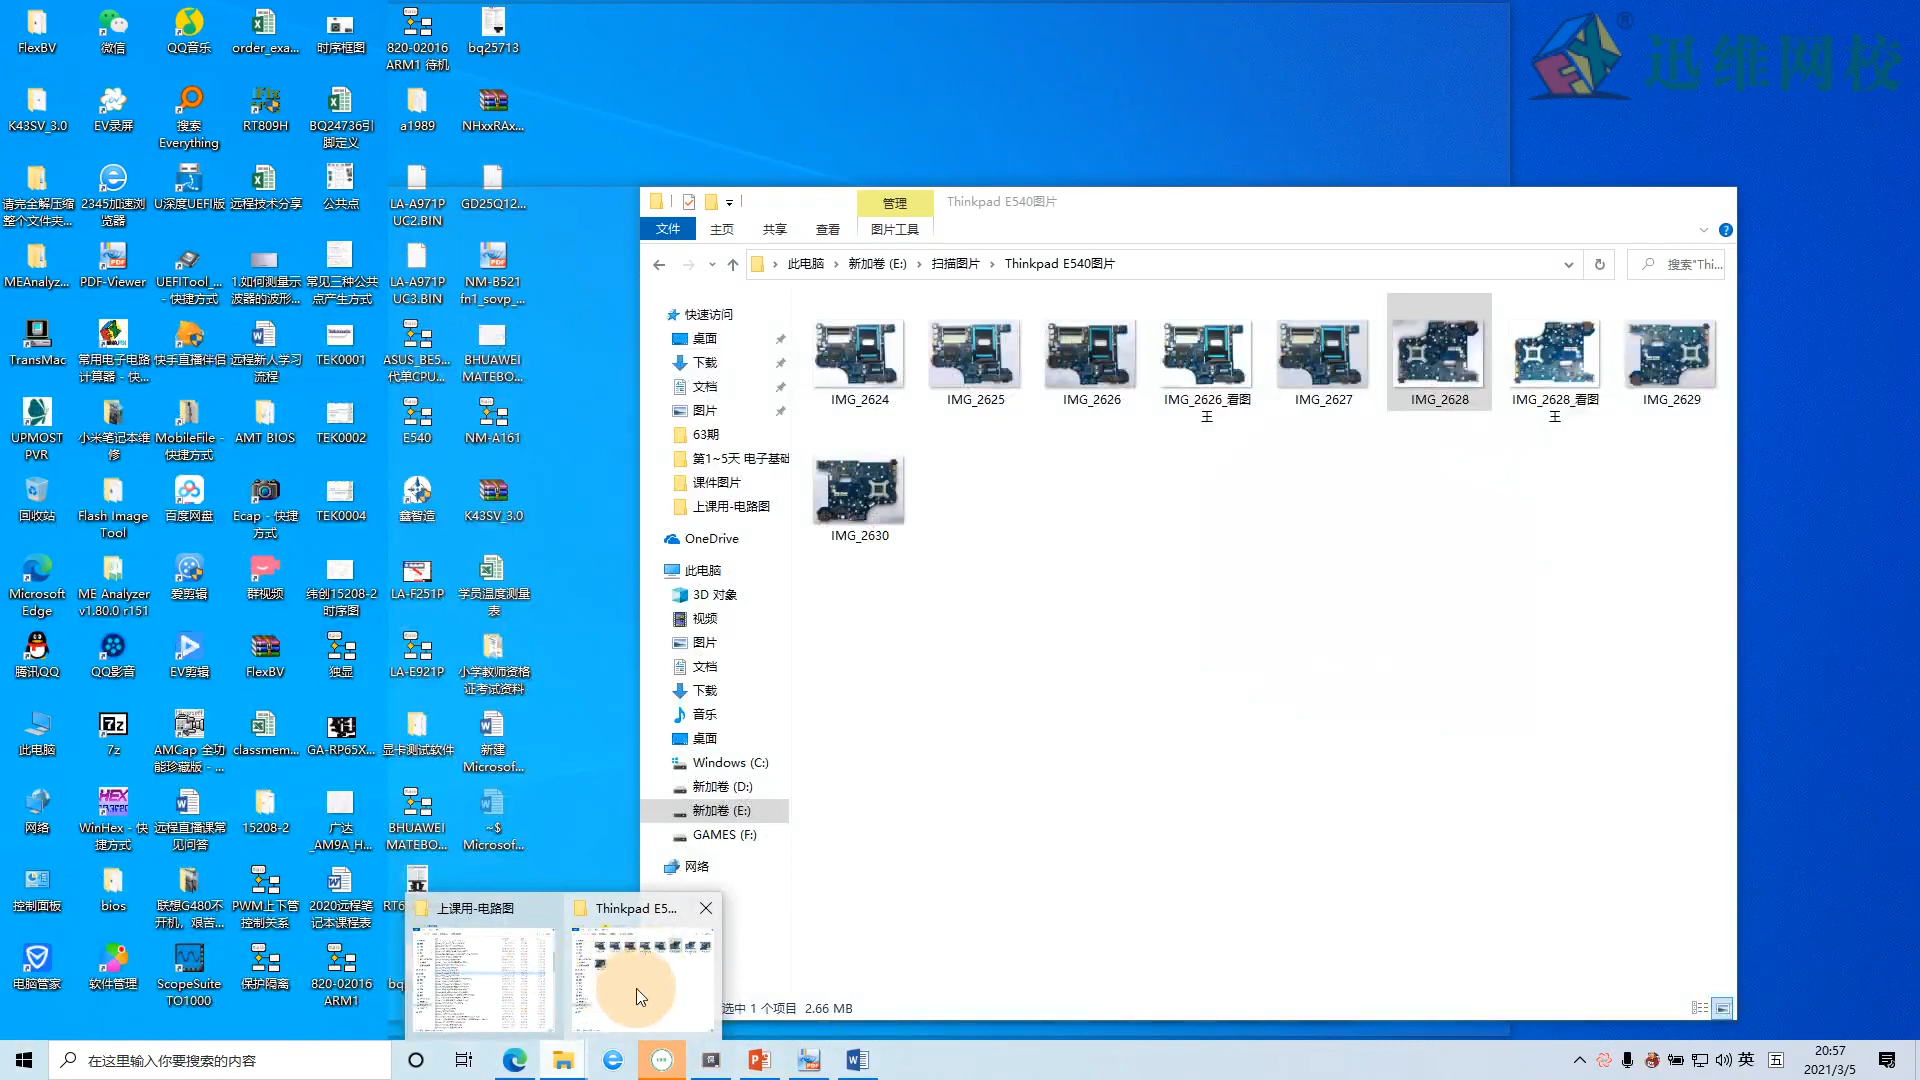 FlexBV
微信
QQ音乐
order_exa...
时序框图
820-02016
ARM1 待机
bq25713
K43SV_3.0
EV录屏
搜索
Everything
RT809H
BQ24736引
脚定义
a1989
NHxxRAx...
请完全解压缩
整个文件夹...
2345加速浏
览器
U深度UEFI版
远程技术分享
公共点
LA-A971P
UC2.BIN
GD25Q12...
MEAnalyz...
PDF-Viewer
UEFITool_...
- 快捷方式
1.如何测量示
波器的波形...
常见三种公共
点产生方式
LA-A971P
UC3.BIN
NM-B521
fn1_sovp_...
TransMac
常用电子电路
计算器 - 快...
快手直播伴侣
远程新人学习
流程
TEK0001
ASUS_BE5...
代单CPU...
BHUAWEI
MATEBO...
UPMOST
PVR
小米笔记本维
修
MobileFile -
快捷方式
AMT BIOS
TEK0002
E540
NM-A161
回收站
Flash Image
Tool
百度网盘
Ecap - 快捷
方式
TEK0004
鑫智造
K43SV_3.0
Microsoft
Edge
ME Analyzer
v1.80.0 r151
爱剪辑
群视频
纬创15208-2
时序图
LA-F251P
学员温度测量
表
腾讯QQ
QQ影音
EV剪辑
FlexBV
独显
LA-E921P
小学教师资格
证考试资料
此电脑
7z
AMCap 全功
能珍藏版 - ...
classmem...
GA-RP65X...
显卡测试软件
新建
Microsof...
网络
WinHex - 快
捷方式
远程直播课常
见问答
15208-2
广达
_AM9A_H...
BHUAWEI
MATEBO...
~$
Microsof...
控制面板
bios
联想G480不
开机，艰苦...
PWM上下管
控制关系
2020远程笔
记本课程表
电脑管家
软件管理
ScopeSuite
TO1000
保护隔离
820-02016
ARM1
迅维网校
®
管理
Thinkpad E540图片
文件
主页
共享
查看
图片工具
此电脑
新加卷 (E:)
扫描图片
Thinkpad E540图片
搜索"Thi...
快速访问
桌面
下载
文档
图片
63期
第1~5天 电子基础
课件图片
上课用-电路图
OneDrive
此电脑
3D 对象
视频
图片
文档
下载
音乐
桌面
Windows (C:)
新加卷 (D:)
新加卷 (E:)
GAMES (F:)
网络
IMG_2624
IMG_2625
IMG_2626
IMG_2626_看图
王
IMG_2627
IMG_2628
IMG_2628_看图
王
IMG_2629
IMG_2630
上课用-电路图
Thinkpad E5...
选中 1 个项目 2.66 MB
在这里输入你要搜索的内容
英
五
20:57
2021/3/5